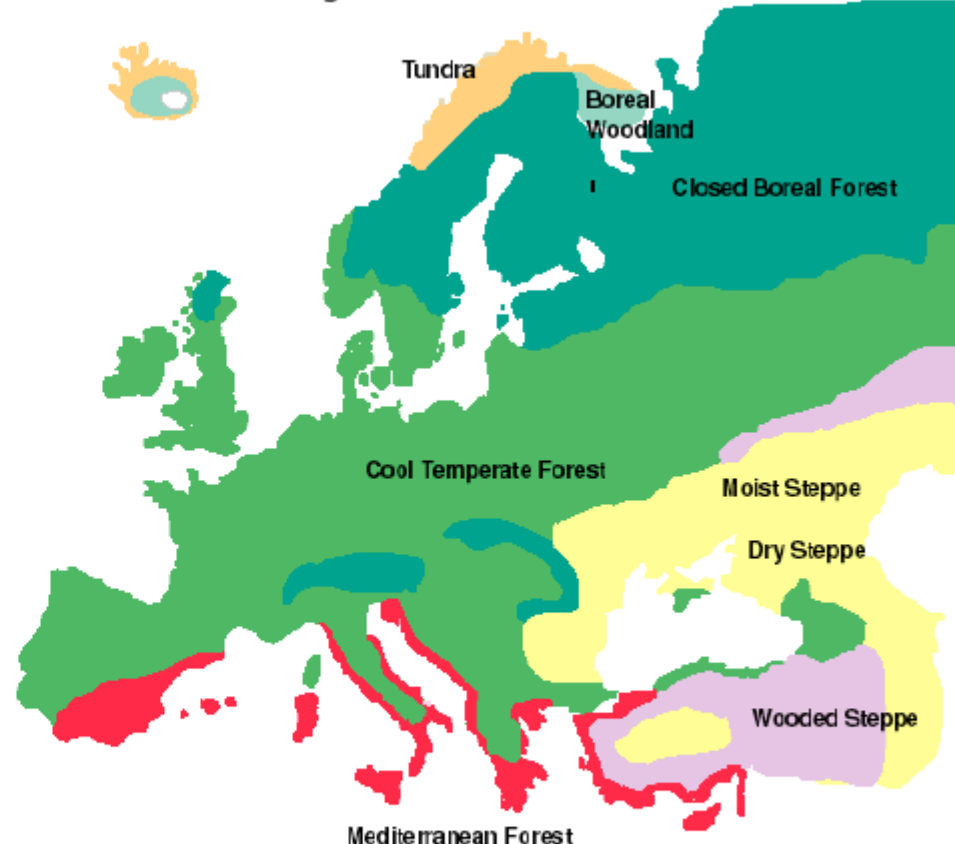 Tundra
Boreal
Woodland
Closed Boreal Forest
Cool Temperate Forest
Moist Steppe
Dry Steppe
Wooded Steppe
Mediterranean Forest